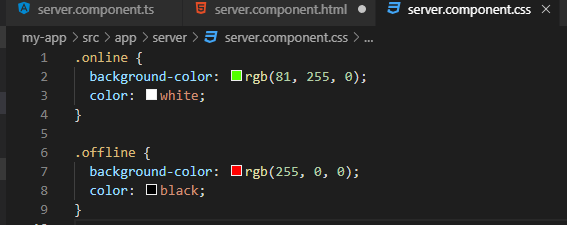 server.component.ts server.component.html server.component.css
my-app > src > app > server > server.component.css > ...
1 .online {
2 background-color: rgb(81, 255, 0);
3 color: white;
4 }
5
6 .offline {
7 background-color: rgb(255, 0, 0);
8 color: black;
9 }